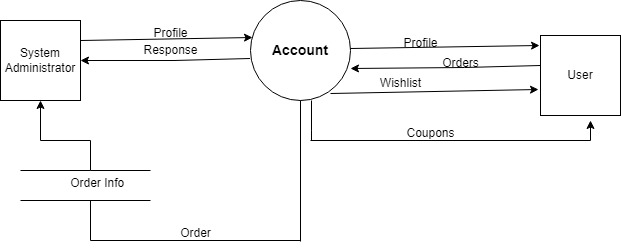 Profile
Response
System
Administrator
Account
Profile
Orders
Wishlist
User
Coupons
Order Info
Order